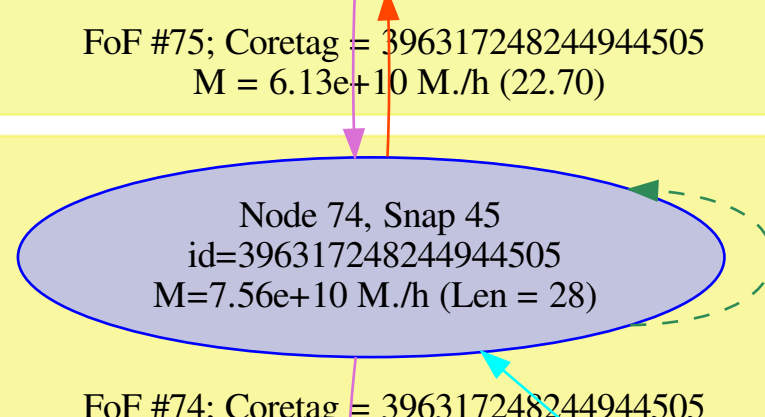 FoF #75; Coretag = 396317248244944505
M = 6.13e+10 M./h (22.70)
Node 74, Snap 45
id=396317248244944505
M=7.56e+10 M./h (Len = 28)
FoF #74; Coretag = 396317248244944505